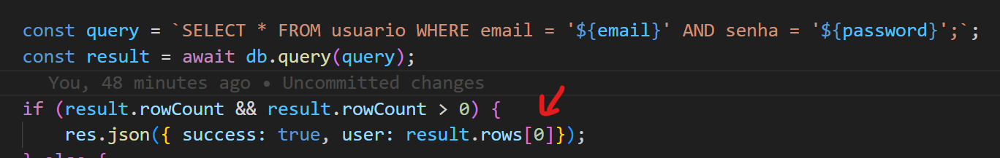 const query = `SELECT * FROM usuario WHERE email = '${email}' AND senha = '${password}';`;
const result = await db.query(query);
You, 48 minutes ago • Uncommitted changes
if (result.rowCount && result.rowCount > 0) {
res.json({ success: true, user: result.rows[0]});
} else {